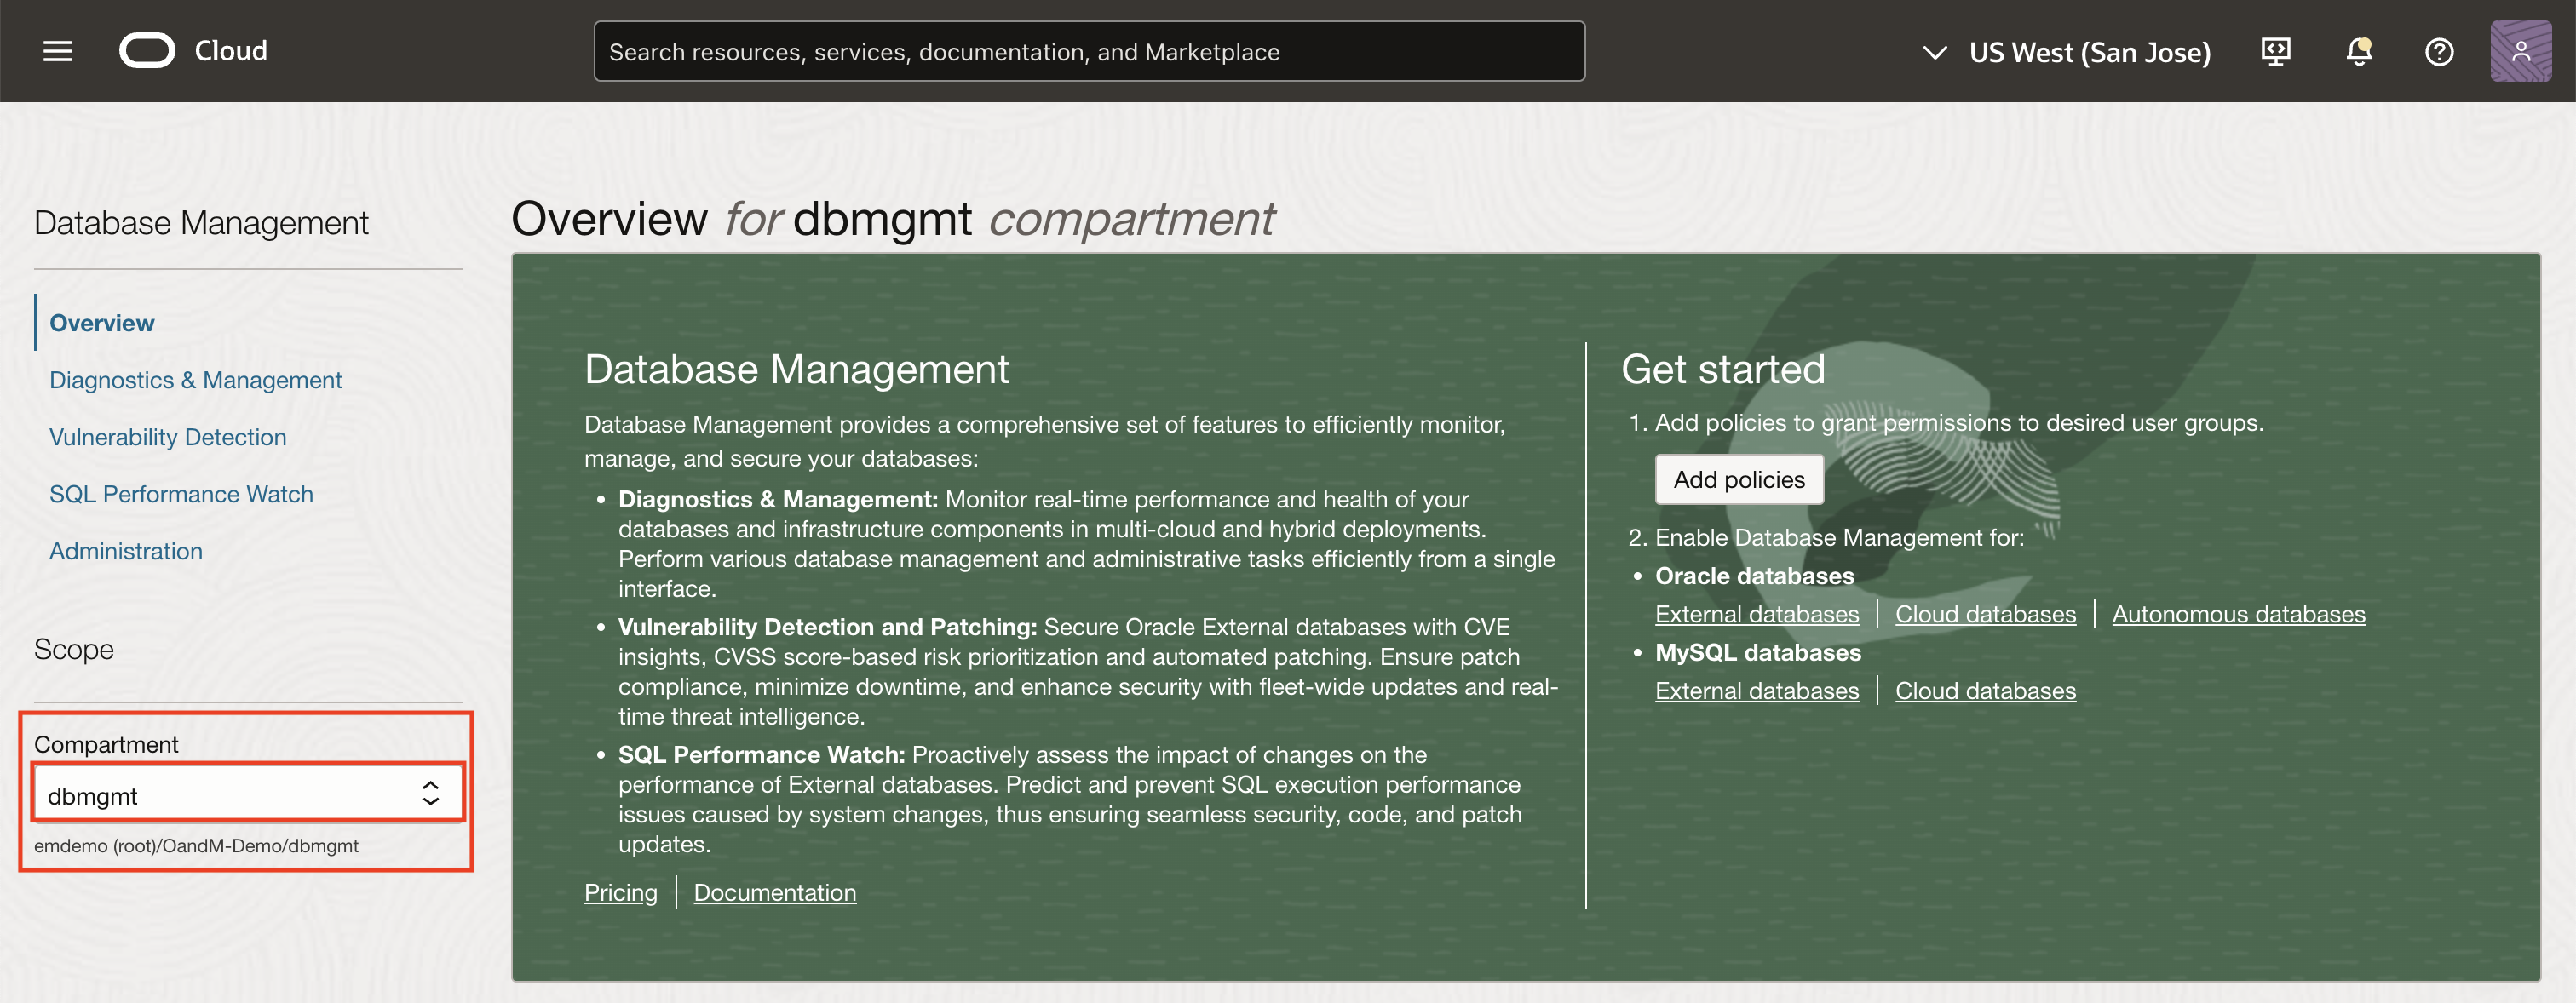 Cloud
Search resources, services, documentation, and Marketplace
US West (San Jose)
Database Management
Overview
Diagnostics & Management
Vulnerability Detection
SQL Performance Watch
Administration
Scope
Compartment
dbmgmt
emdemo (root)/OandM-Demo/dbmgmt
Overview for dbmgmt compartment
Database Management
Database Management provides a comprehensive set of features to efficiently monitor,
manage, and secure your databases:
• Diagnostics & Management: Monitor real-time performance and health of your
databases and infrastructure components in multi-cloud and hybrid deployments.
Perform various database management and administrative tasks efficiently from a single
interface.
• Vulnerability Detection and Patching: Secure Oracle External databases with CVE
insights, CVSS score-based risk prioritization and automated patching. Ensure patch
compliance, minimize downtime, and enhance security with fleet-wide updates and real-
time threat intelligence.
• SQL Performance Watch: Proactively assess the impact of changes on the
performance of External databases. Predict and prevent SQL execution performance
issues caused by system changes, thus ensuring seamless security, code, and patch
updates.
Pricing | Documentation
Get started
1. Add policies to grant permissions to desired user groups.
Add policies
2. Enable Database Management for:
• Oracle databases
External databases | Cloud databases | Autonomous databases
• MySQL databases
External databases | Cloud databases